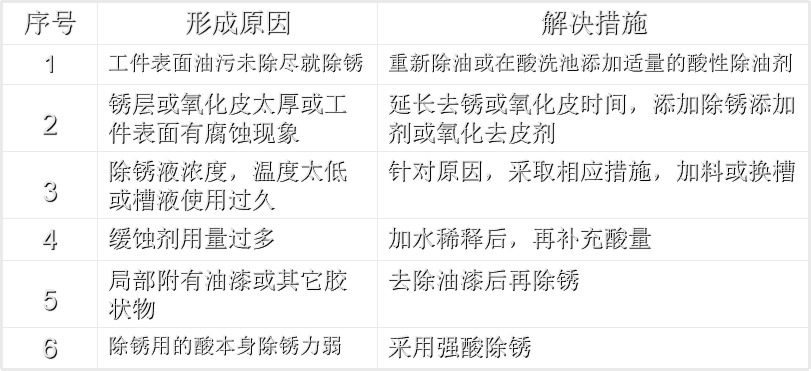 序号 形成原因 解决措施
1 工件表面油污未除尽就除锈 重新除油或在酸洗池添加适量的酸性除油剂
2 锈层或氧化皮太厚或工
件表面有腐蚀现象 延长去锈或氧化皮时间，添加除锈添加
剂或氧化去皮剂
3 除锈液浓度，温度太低
或槽液使用过久 针对原因，采取相应措施，加料或换槽
4 缓蚀剂用量过多 加水稀释后，再补充酸量
5 局部附有油漆或其它胶
状物 去除油漆后再除锈
6 除锈用的酸本身除锈力弱 采用强酸除锈